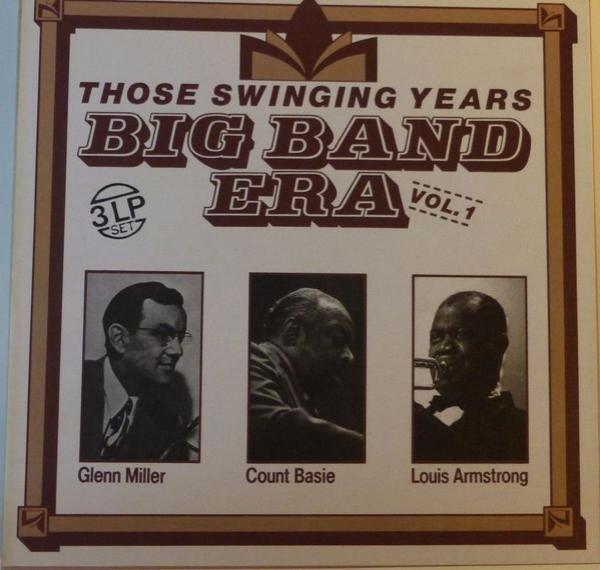 THOSE SWINGING YEARS
BIG BAND
ERA
VOL. 1
3 LP
SET
Glenn Miller
Count Basie
Louis Armstrong